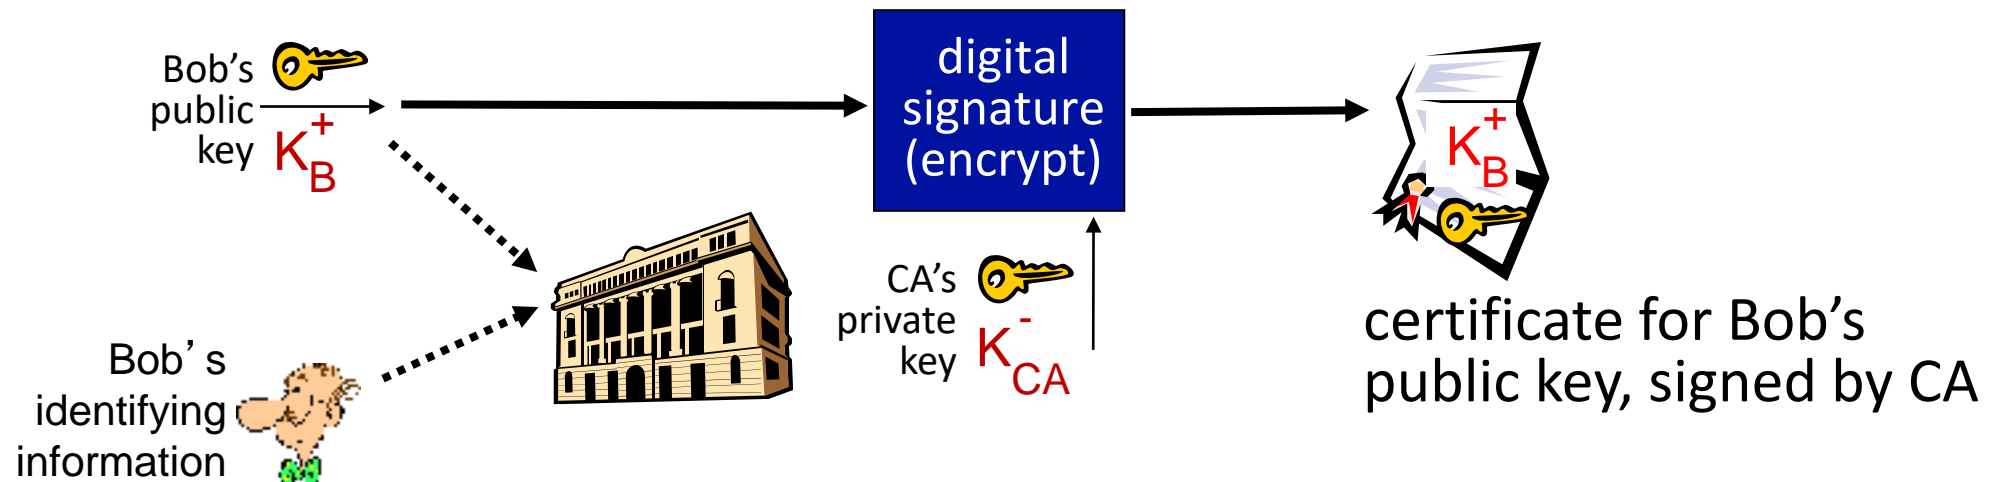 Bob's
public
key
K+B
Bob's
identifying
information
digital
signature
(encrypt)
CA's
private
key
K-CA
K+B
certificate for Bob's
public key, signed by CA